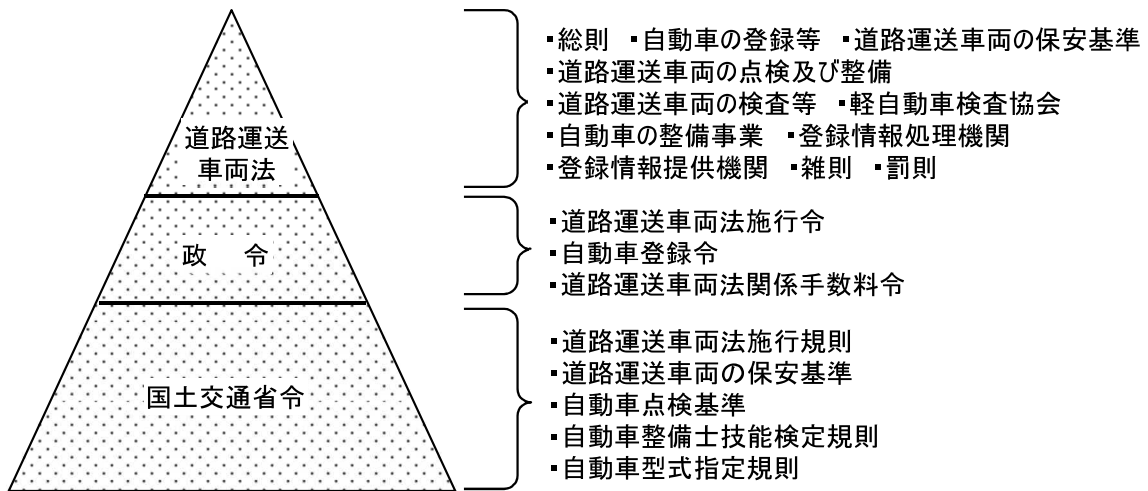 道路運送
車両法
・総則 ・自動車の登録等 ・道路運送車両の保安基準
・道路運送車両の点検及び整備
・道路運送車両の検査等 ・軽自動車検査協会
・自動車の整備事業 ・登録情報処理機関
・登録情報提供機関 ・雑則 ・罰則
政 令
・道路運送車両法施行令
・自動車登録令
・道路運送車両法関係手数料令
国土交通省令
・道路運送車両法施行規則
・道路運送車両の保安基準
・自動車点検基準
・自動車整備士技能検定規則
・自動車型式指定規則